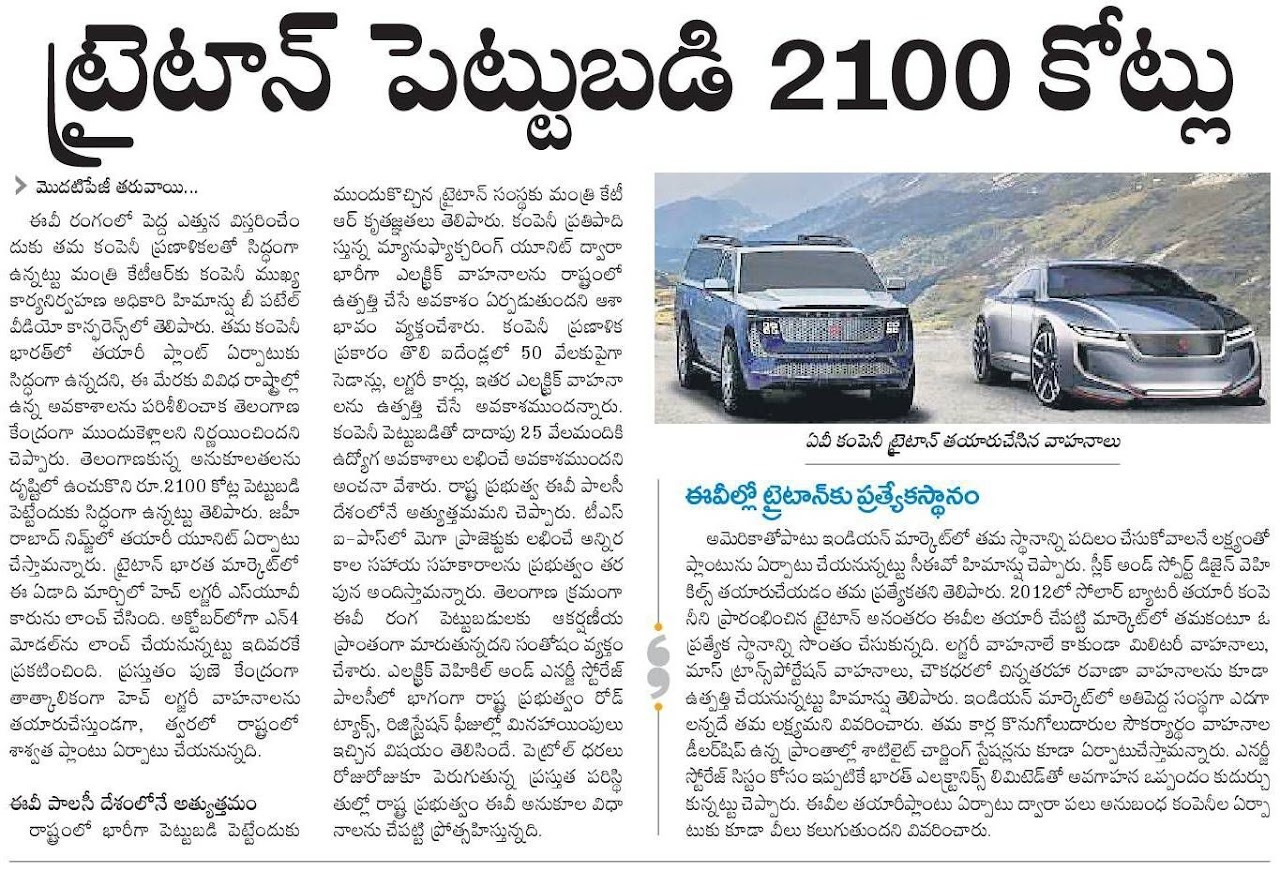 ట్రైటాన్ పెట్టుబడి 2100 కోట్లు
మొదటిపేజీ తరువాయి...
ఈవీ రంగంలో పెద్ద ఎత్తున విస్తరించేం
దుకు తమ కంపెనీ ప్రణాళికలతో సిద్ధంగా
ఉన్నట్టు మంత్రి కేటీఆర్‌కు కంపెనీ ముఖ్య
కార్యనిర్వహణ అధికారి హిమాన్షు బీ పటేల్
వీడియో కాన్ఫరెన్స్‌లో తెలిపారు. తమ కంపెనీ
భారత్‌లో తయారీ ప్లాంట్ ఏర్పాటుకు
సిద్ధంగా ఉన్నదని, ఈ మేరకు వివిధ రాష్ట్రాల్లో
ఉన్న అవకాశాలను పరిశీలించాక తెలంగాణ
కేంద్రంగా ముందుకెళ్లాలని నిర్ణయించిందని
చెప్పారు. తెలంగాణకున్న అనుకూలతలను
దృష్టిలో ఉంచుకొని రూ.2100 కోట్ల పెట్టుబడి
పెట్టేందుకు సిద్ధంగా ఉన్నట్టు తెలిపారు. జహీ
రాబాద్ నిమ్జ్‌లో తయారీ యూనిట్ ఏర్పాటు
చేస్తామన్నారు. ట్రైటాన్ భారత మార్కెట్‌లో
ఈ ఏడాది మార్చిలో హెచ్ లగ్జరీ ఎస్‌యూవీ
కారును లాంచ్ చేసింది. అక్టోబర్‌లోగా ఎన్4
మోడల్‌ను లాంచ్ చేయనున్నట్టు ఇదివరకే
ప్రకటించింది. ప్రస్తుతం పుణె కేంద్రంగా
తాత్కాలికంగా హెచ్ లగ్జరీ వాహనాలను
తయారుచేస్తుండగా, త్వరలో రాష్ట్రంలో
శాశ్వత ప్లాంటు ఏర్పాటు చేయనున్నది.
ఈవీ పాలసీ దేశంలోనే అత్యుత్తమం
రాష్ట్రంలో భారీగా పెట్టుబడి పెట్టేందుకు
ముందుకొచ్చిన ట్రైటాన్ సంస్థకు మంత్రి కేటీ
ఆర్ కృతజ్ఞతలు తెలిపారు. కంపెనీ ప్రతిపాది
స్తున్న మ్యానుఫ్యాక్చరింగ్ యూనిట్ ద్వారా
భారీగా ఎలక్ట్రిక్ వాహనాలను రాష్ట్రంలో
ఉత్పత్తి చేసే అవకాశం ఏర్పడుతుందని ఆశా
భావం వ్యక్తంచేశారు. కంపెనీ ప్రణాళిక
ప్రకారం తొలి ఐదేండ్లలో 50 వేలకుపైగా
సెడాన్లు, లగ్జరీ కార్లు, ఇతర ఎలక్ట్రిక్ వాహనా
లను ఉత్పత్తి చేసే అవకాశముందన్నారు.
కంపెనీ పెట్టుబడితో దాదాపు 25 వేలమందికి
ఉద్యోగ అవకాశాలు లభించే అవకాశముందని
అంచనా వేశారు. రాష్ట్ర ప్రభుత్వ ఈవీ పాలసీ
దేశంలోనే అత్యుత్తమమని చెప్పారు. టీఎస్
ఐ-పాస్‌లో మెగా ప్రాజెక్టుకు లభించే అన్నిర
కాల సహాయ సహకారాలను ప్రభుత్వం తర
పున అందిస్తామన్నారు. తెలంగాణ క్రమంగా
ఈవీ రంగ పెట్టుబడులకు ఆకర్షణీయ
ప్రాంతంగా మారుతున్నదని సంతోషం వ్యక్తం
చేశారు. ఎలక్ట్రిక్ వెహికిల్ అండ్ ఎనర్జీ స్టోరేజ్
పాలసీలో భాగంగా రాష్ట్ర ప్రభుత్వం రోడ్
ట్యాక్స్, రిజిస్ట్రేషన్ ఫీజుల్లో మినహాయింపులు
ఇచ్చిన విషయం తెలిసిందే. పెట్రోల్ ధరలు
రోజురోజుకూ పెరుగుతున్న ప్రస్తుత పరిస్థి
తుల్లో రాష్ట్ర ప్రభుత్వం ఈవీ అనుకూల విధా
నాలను చేపట్టి ప్రోత్సహిస్తున్నది.
ఏవీ కంపెనీ ట్రైటాన్ తయారుచేసిన వాహనాలు
ఈవీల్లో ట్రైటాన్‌కు ప్రత్యేకస్థానం
అమెరికాతోపాటు ఇండియన్ మార్కెట్‌లో తమ స్థానాన్ని పదిలం చేసుకోవాలనే లక్ష్యంతో
ప్లాంటును ఏర్పాటు చేయనున్నట్టు సీఈవో హిమాన్షు చెప్పారు. స్లీక్ అండ్ స్పోర్ట్ డిజైన్ వెహి
కిల్స్ తయారుచేయడం తమ ప్రత్యేకతని తెలిపారు. 2012లో సోలార్ బ్యాటరీ తయారీ కంపె
నీని ప్రారంభించిన ట్రైటాన్ అనంతరం ఈవీల తయారీ చేపట్టి మార్కెట్‌లో తమకంటూ ఓ
ప్రత్యేక స్థానాన్ని సొంతం చేసుకున్నది. లగ్జరీ వాహనాలే కాకుండా మిలిటరీ వాహనాలు,
మాస్ ట్రాన్స్‌పోర్టేషన్ వాహనాలు, చౌకధరలో చిన్నతరహా రవాణా వాహనాలను కూడా
ఉత్పత్తి చేయనున్నట్టు హిమాన్షు తెలిపారు. ఇండియన్ మార్కెట్‌లో అతిపెద్ద సంస్థగా ఎదగా
లన్నదే తమ లక్ష్యమని వివరించారు. తమ కార్ల కొనుగోలుదారుల సౌకర్యార్థం వాహనాల
డీలర్‌షిప్ ఉన్న ప్రాంతాల్లో శాటిలైట్ చార్జింగ్ స్టేషన్లను కూడా ఏర్పాటుచేస్తామన్నారు. ఎనర్జీ
స్టోరేజ్ సిస్టం కోసం ఇప్పటికే భారత్ ఎలక్ట్రానిక్స్ లిమిటెడ్‌తో అవగాహన ఒప్పందం కుదుర్చు
కున్నట్టు చెప్పారు. ఈవీల తయారీప్లాంటు ఏర్పాటు ద్వారా పలు అనుబంధ కంపెనీల ఏర్పా
టుకు కూడా వీలు కలుగుతుందని వివరించారు.